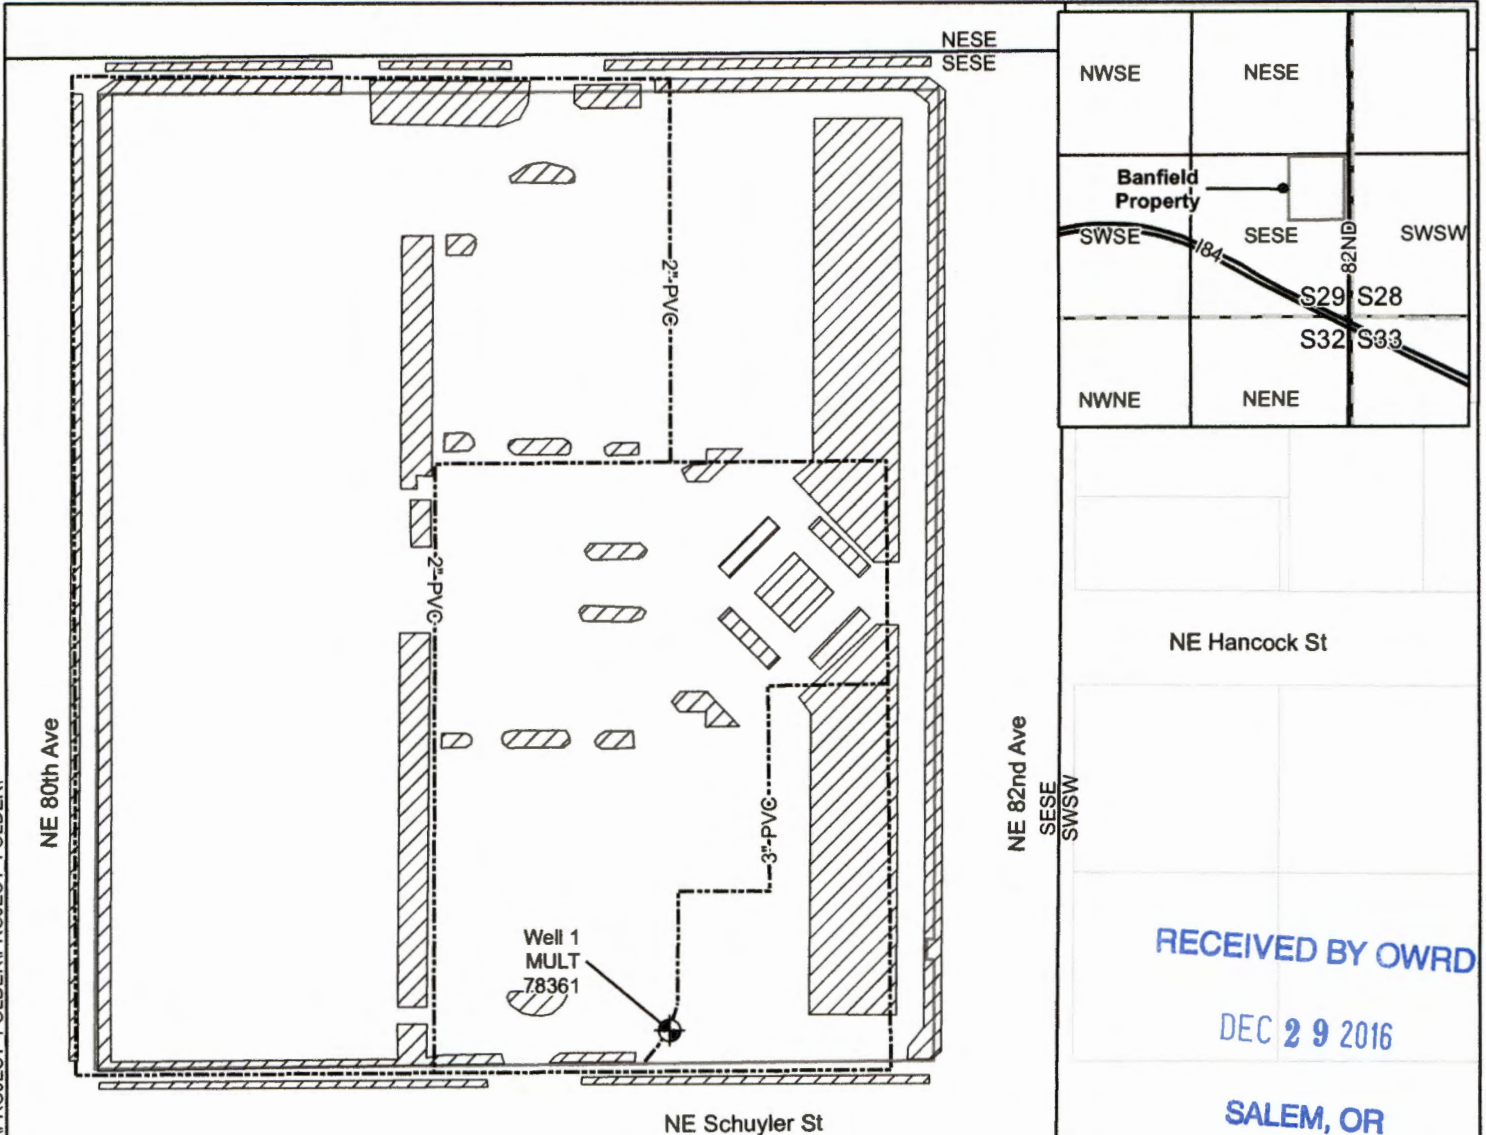 NESE
SESE
NWSE
NESE
Banfield
Property
SWSE
I84
SESE
82ND
SWSW
S29 S28
S32 S33
NWNE
NENE
2"-PVC
2"-PVC
3"-PVC
NE Hancock St
NE 80th Ave
NE 82nd Ave
SESE
SWSW
Well 1
MULT
78361
NE Schuyler St
RECEIVED BY OWRD
DEC 29 2016
SALEM, OR